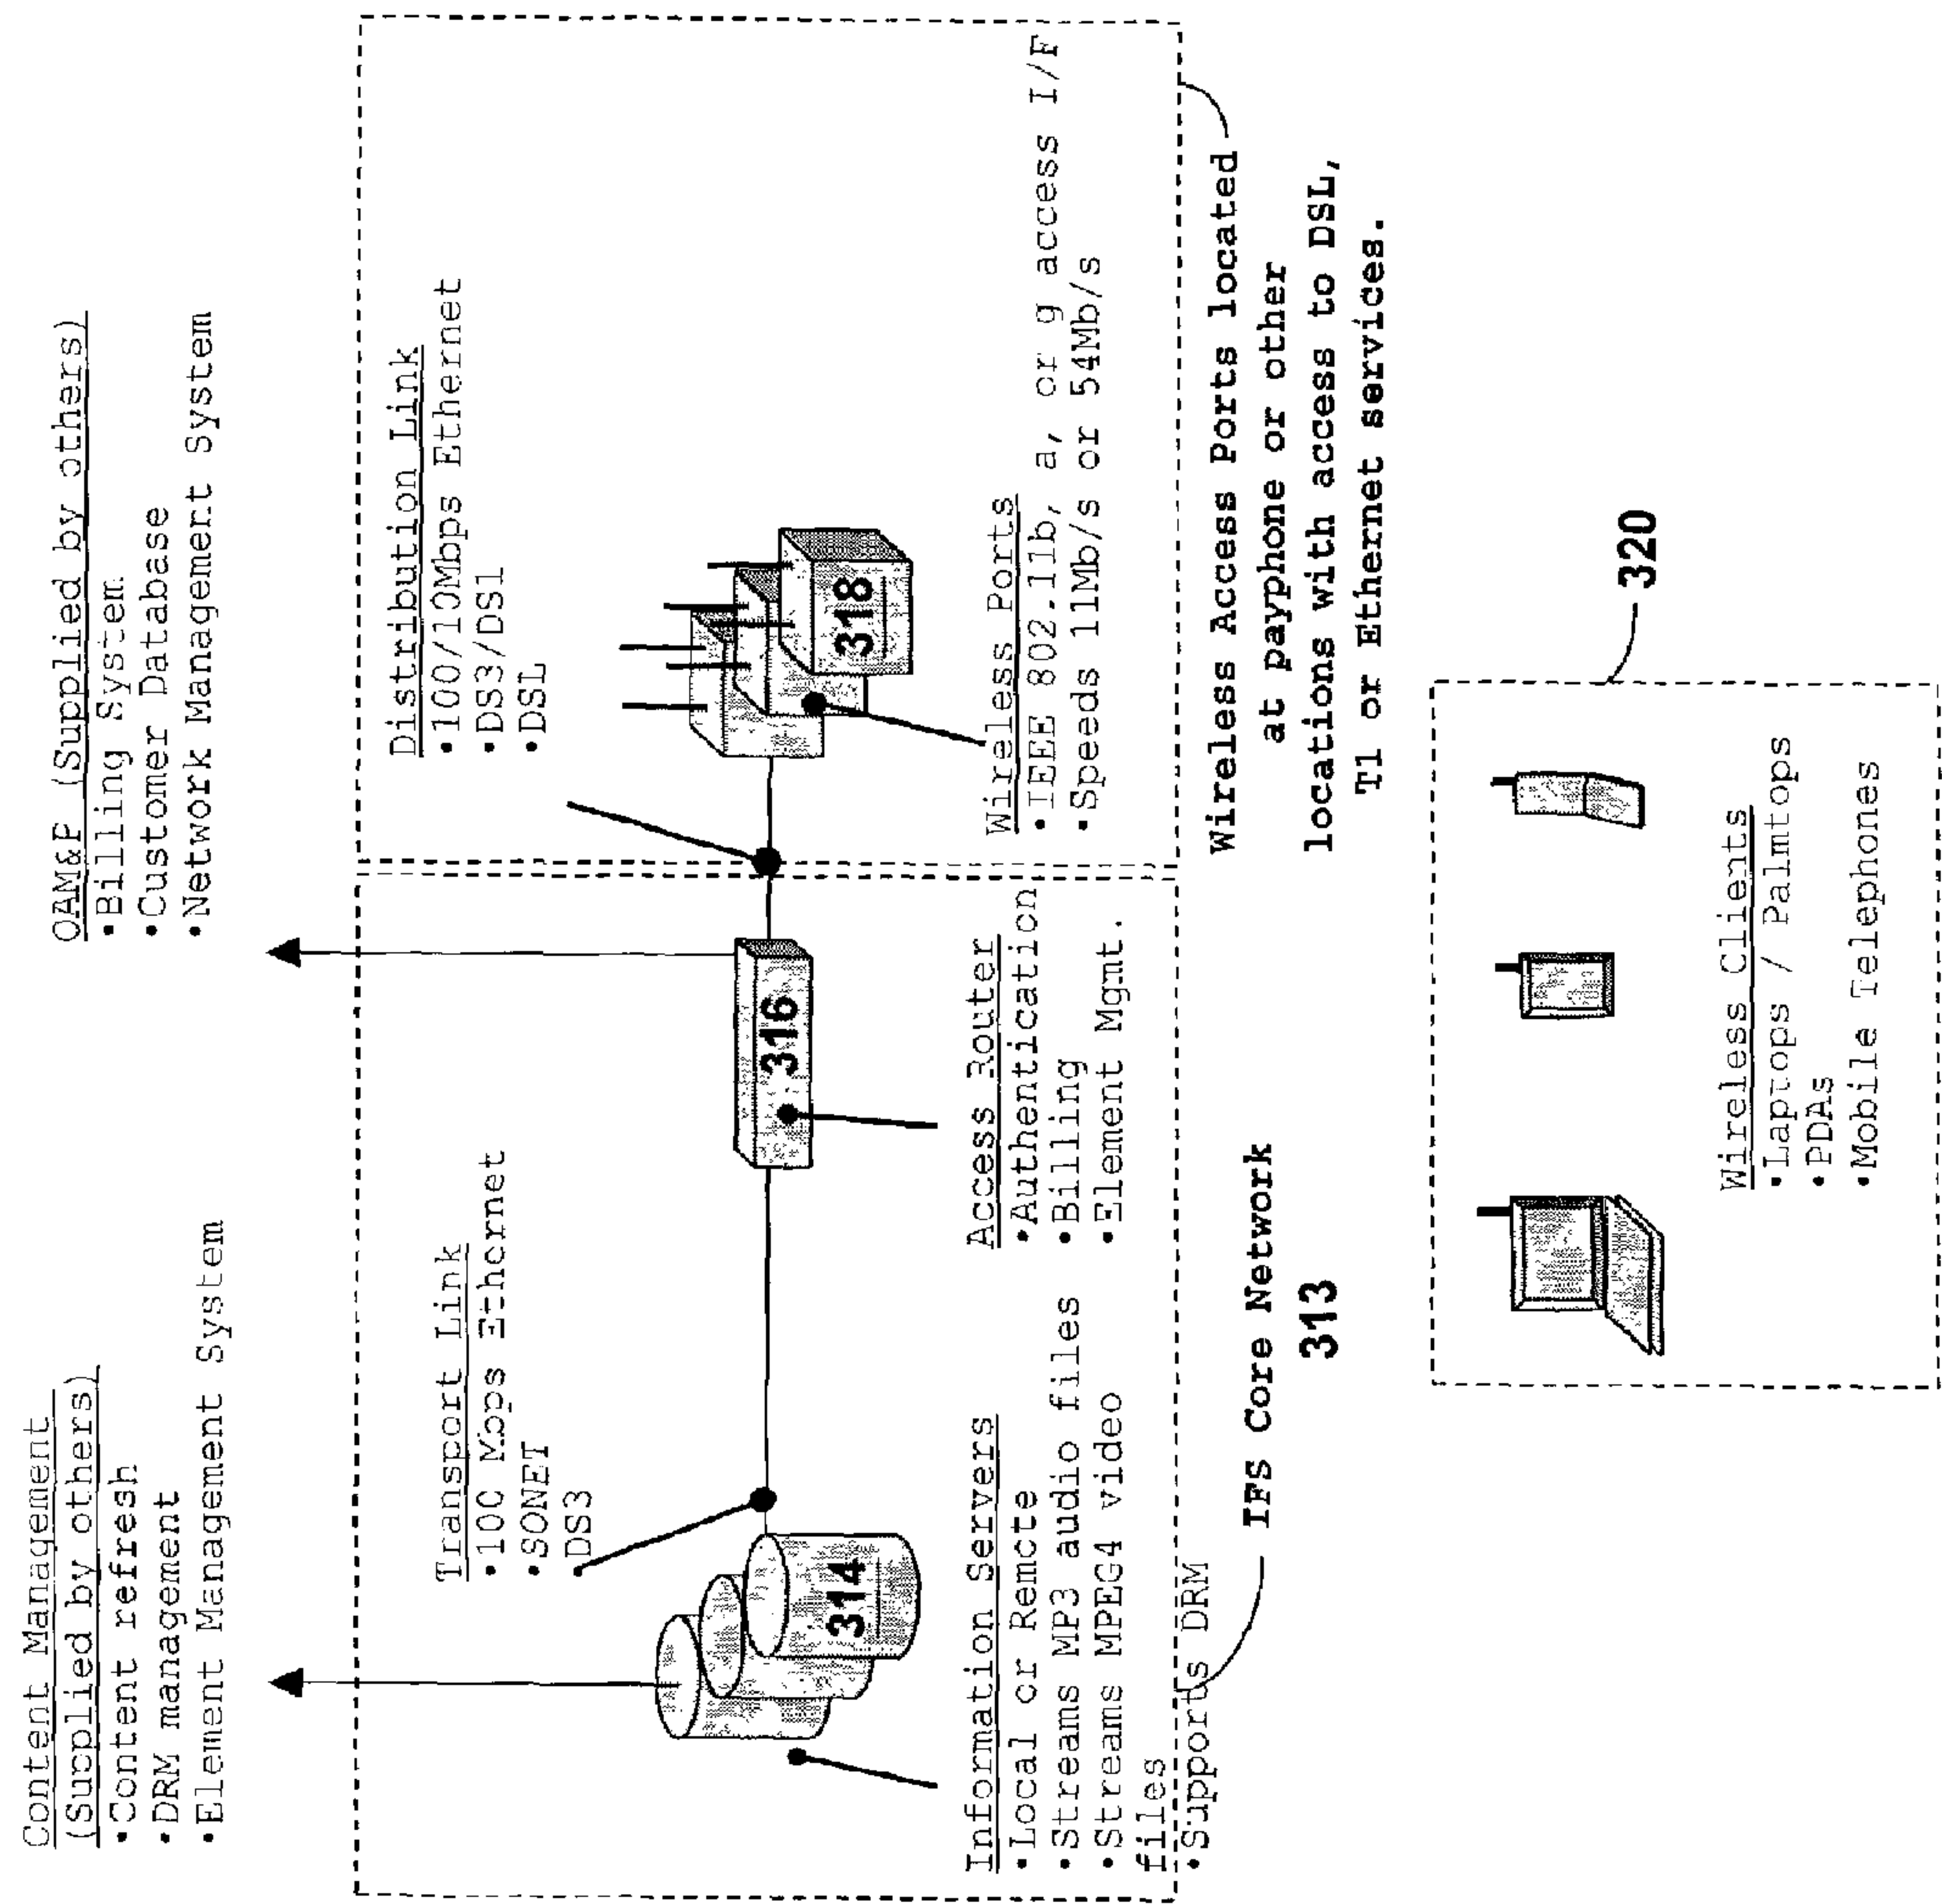 Content Management
(Supplied by others)
•Content refresh
•DRM management
•Element Management System
OAM&P (Supplied by others)
•Billing System
•Customer Database
•Network Management System
Transport Link
•100 Mbps Ethernet
•SONET
•DS3
Distribution Link
•100/10Mbps Ethernet
•DS3/DS1
•DSL
314
316
318
Information Servers
•Local or Remote
•Streams MP3 audio files
•Streams MPEG4 video
files
•Supports DRM
Access Router
•Authentication
•Billing
•Element Mgmt.
Wireless Ports
•IEEE 802.11b, a, or g access I/F
•Speeds 11Mb/s or 54Mb/s
IFS Core Network
313
Wireless Access Ports located
at payphone or other
locations with access to DSL,
T1 or Ethernet services.
320
Wireless Clients
•Laptops / Palmtops
•PDAs
•Mobile Telephones